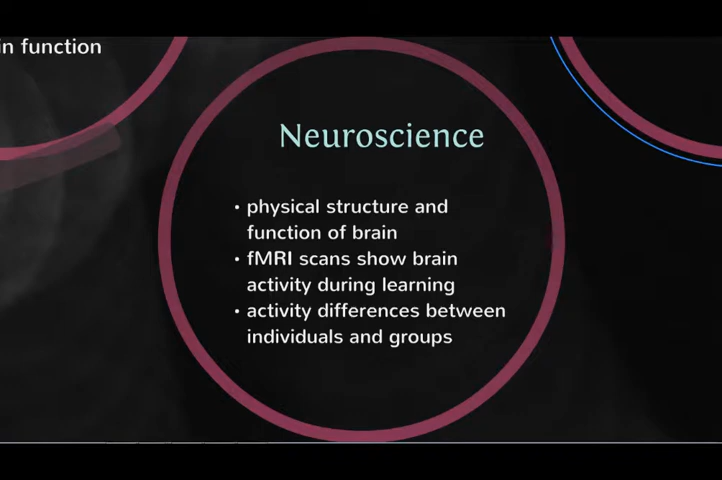 in function
Neuroscience
• physical structure and
function of brain
• fMRI scans show brain
activity during learning
• activity differences between
individuals and groups